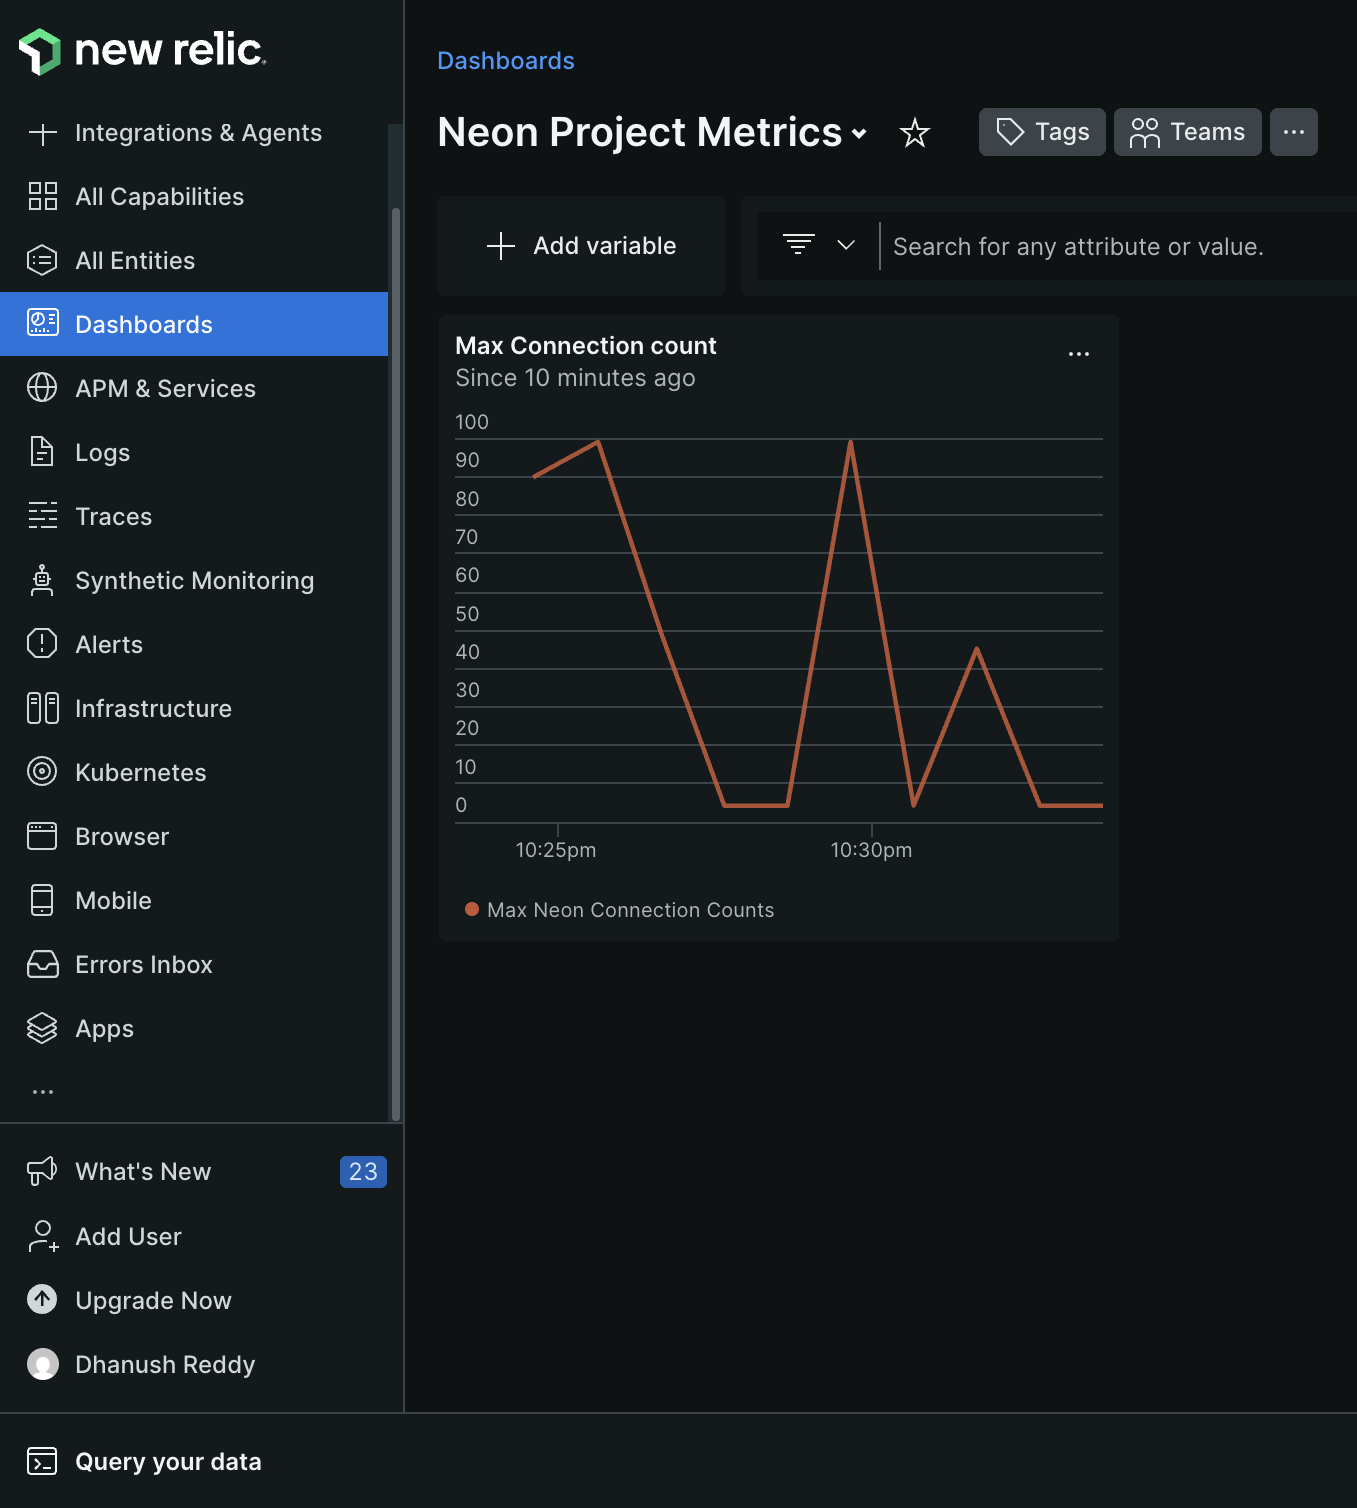 new relic.
Integrations & Agents
All Capabilities
All Entities
Dashboards
APM & Services
Logs
Traces
Synthetic Monitoring
Alerts
Infrastructure
Kubernetes
Browser
Mobile
Errors Inbox
Apps
...
What's New 23
Add User
Upgrade Now
Dhanush Reddy
Query your data
Dashboards
Neon Project Metrics
Tags
Teams
...
Add variable
Search for any attribute or value.
Max Connection count
...
Since 10 minutes ago
100
90
80
70
60
50
40
30
20
10
0
10:25pm 10:30pm
Max Neon Connection Counts